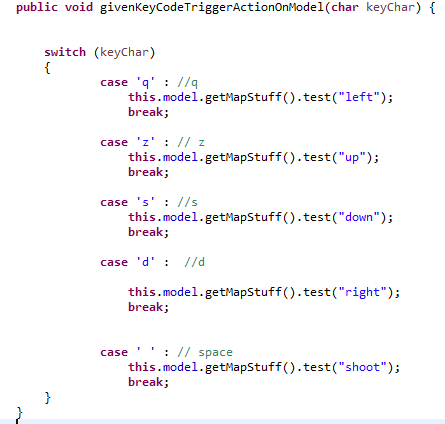 public void givenKeyCodeTriggerActionOnModel(char keyChar) {
switch (keyChar)
{
case 'q' : //q
this.model.getMapStuff().test("left");
break;
case 'z' : // z
this.model.getMapStuff().test("up");
break;
case 's' : //s
this.model.getMapStuff().test("down");
break;
case 'd' :  //d
this.model.getMapStuff().test("right");
break;
case ' ' : // space
this.model.getMapStuff().test("shoot");
break;
}
}